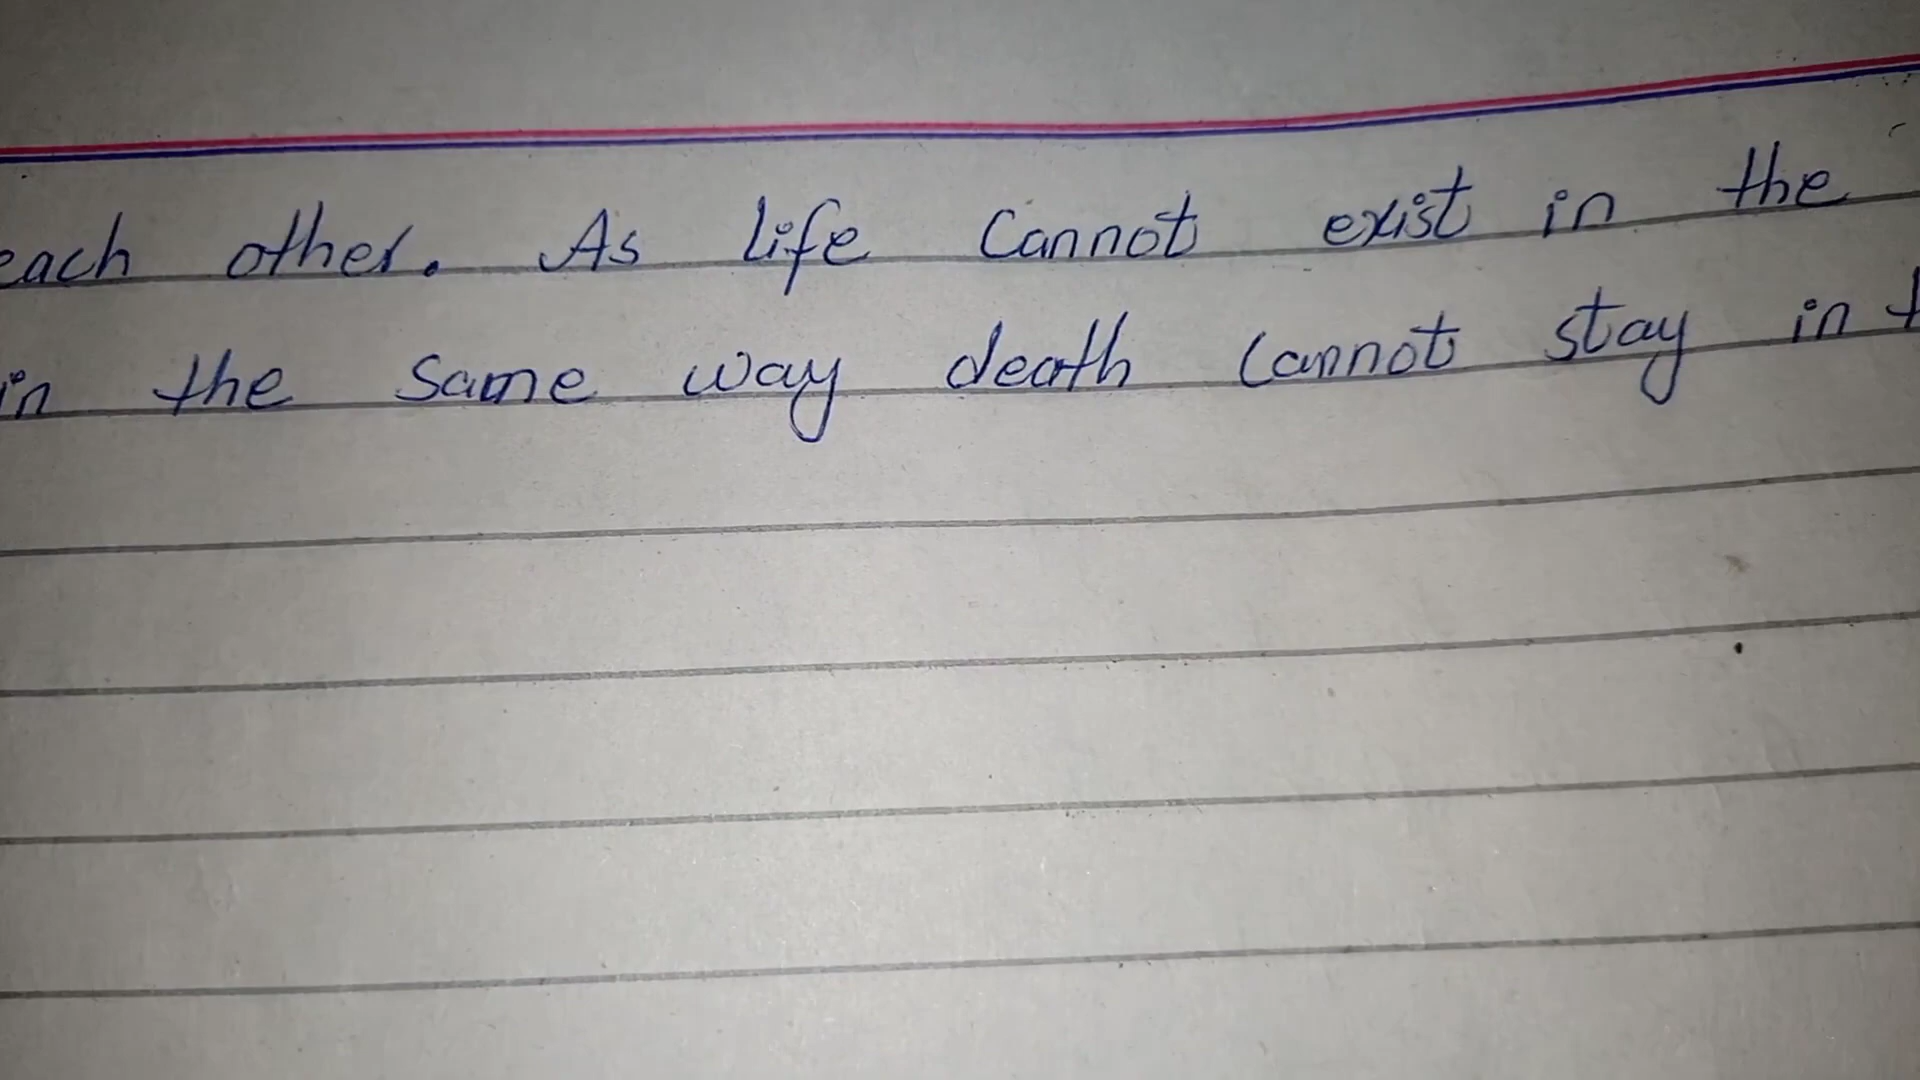 each other. As life Cannot exist in the
in the same way death Cannot stay in